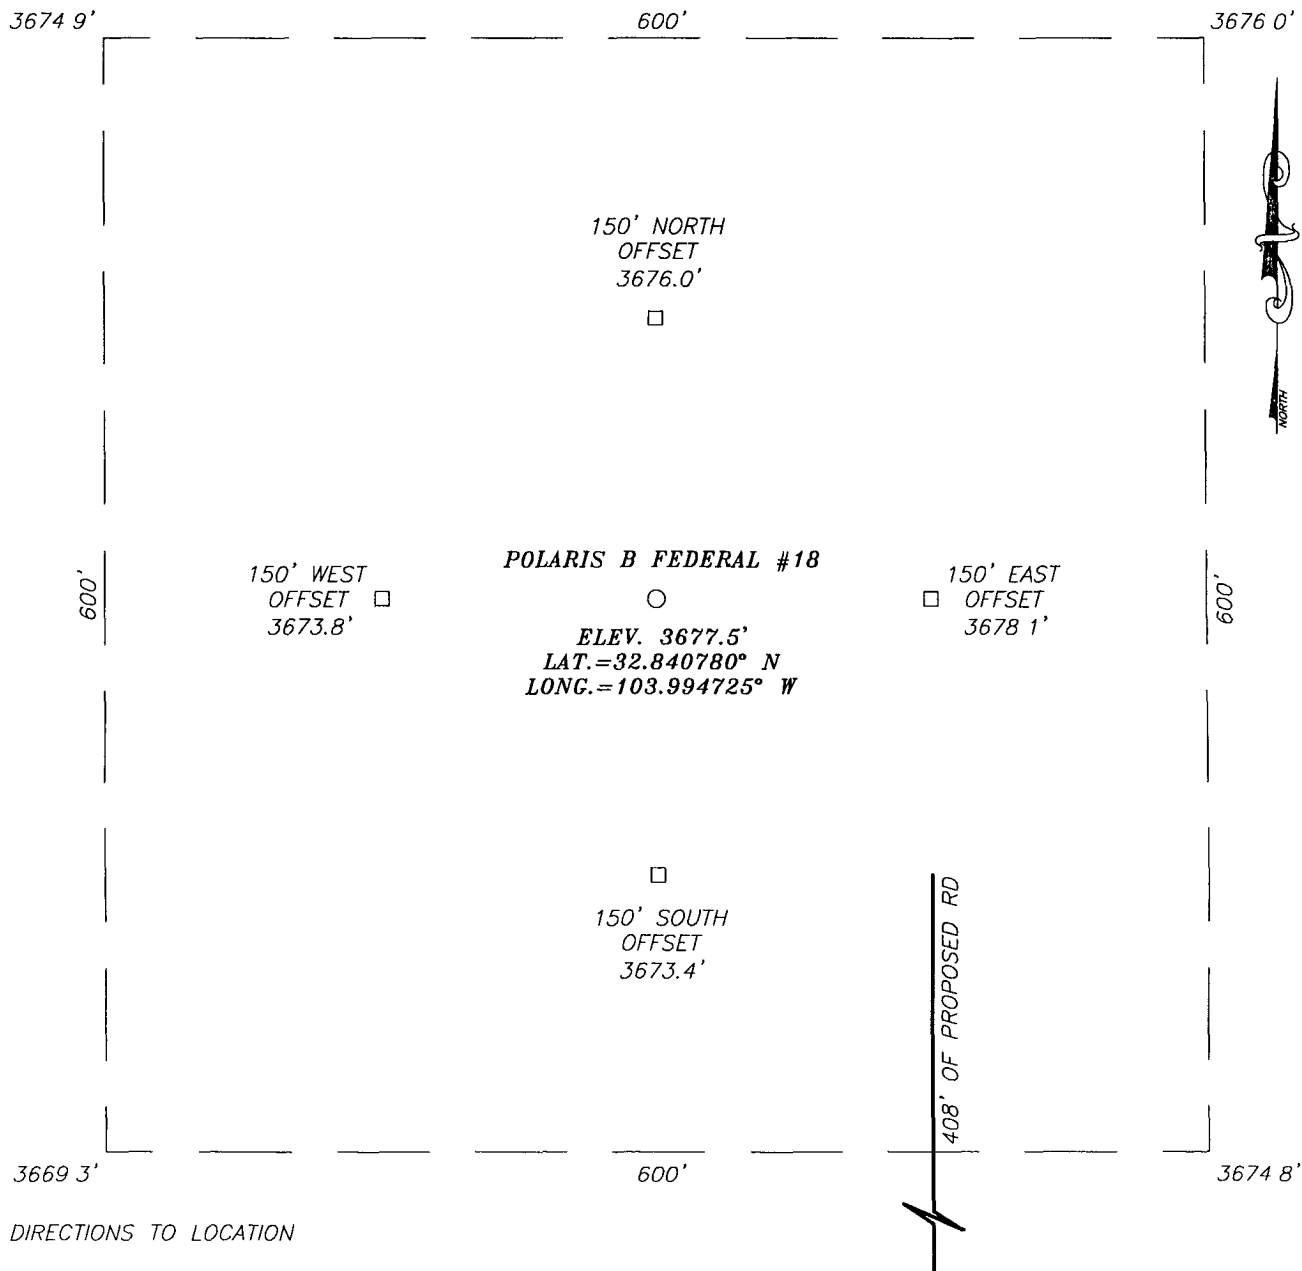 3674 9'
600'
3676 0'
150' NORTH
OFFSET
3676.0'
NORTH
POLARIS B FEDERAL #18
600'
150' WEST
OFFSET
3673.8'
150' EAST
OFFSET
3678 1'
600'
ELEV. 3677.5'
LAT.=32.840780° N
LONG.=103.994725° W
150' SOUTH
OFFSET
3673.4'
408' OF PROPOSED RD
3669 3'
600'
3674 8'
DIRECTIONS TO LOCATION